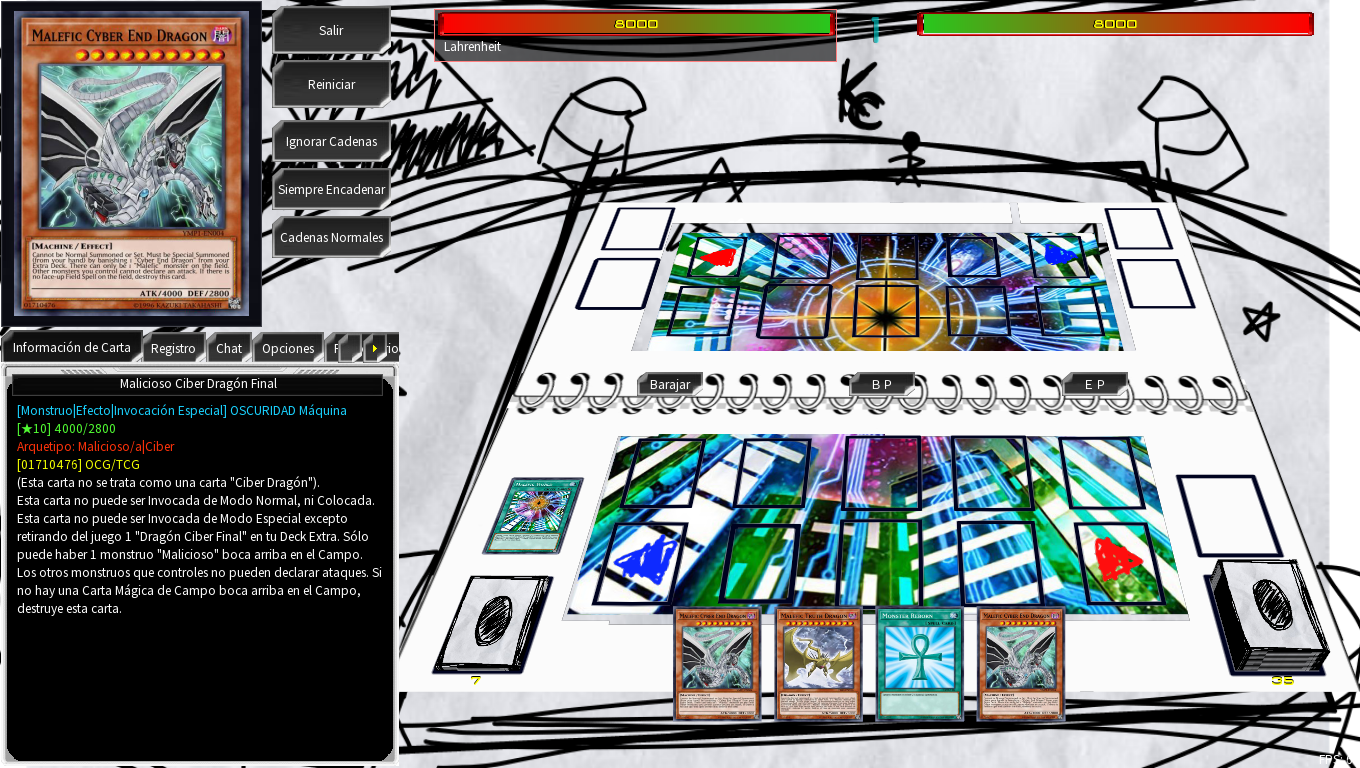 MALEFIC CYBER END DRAGON
YMP1-EN004
[MACHINE / EFFECT]
Cannot be Normal Summoned or Set. Must be Special Summoned
(from your hand) by banishing 1 "Cyber End Dragon" from your
Extra Deck. There can only be 1 "Malefic" monster on the field.
Other monsters you control cannot declare an attack. If there is
no face-up Field Spell on the field, destroy this card.
ATK/4000 DEF/2800
01710476
©1996 KAZUKI TAKAHASHI
Salir
Reiniciar
Ignorar Cadenas
Siempre Encadenar
Cadenas Normales
8000
8000
Lahrenheit
KC
Información de Carta
Registro
Chat
Opciones
Malicioso Ciber Dragón Final
[Monstruo|Efecto|Invocación Especial] OSCURIDAD Máquina
[★10] 4000/2800
Arquetipo: Malicioso/a|Ciber
[01710476] OCG/TCG
(Esta carta no se trata como una carta "Ciber Dragón").
Esta carta no puede ser Invocada de Modo Normal, ni Colocada.
Esta carta no puede ser Invocada de Modo Especial excepto
retirando del juego 1 "Dragón Ciber Final" en tu Deck Extra. Sólo
puede haber 1 monstruo "Malicioso" boca arriba en el Campo.
Los otros monstruos que controles no pueden declarar ataques. Si
no hay una Carta Mágica de Campo boca arriba en el Campo,
destruye esta carta.
Barajar
B P
E P
MALEFIC CYBER END DRAGON
MALEFIC TRUTH DRAGON
MONSTER REBORN
MALEFIC CYBER END DRAGON
7
35